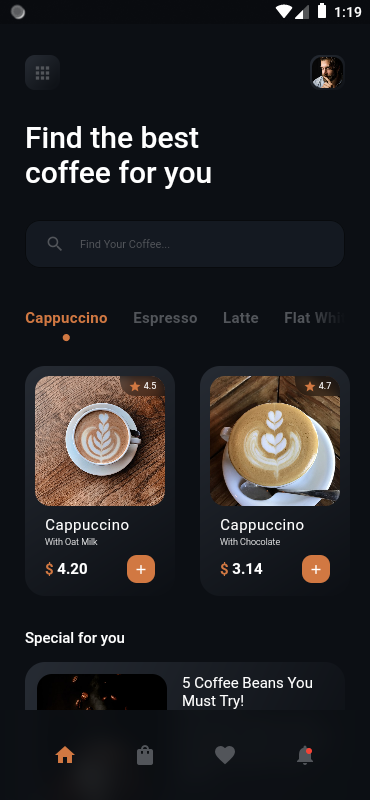 1:19
Find the best
coffee for you
Find Your Coffee...
Cappuccino Espresso Latte Flat Whi
4.5
4.7
Cappuccino
With Oat Milk
$ 4.20
Cappuccino
With Chocolate
$ 3.14
Special for you
5 Coffee Beans You
Must Try!